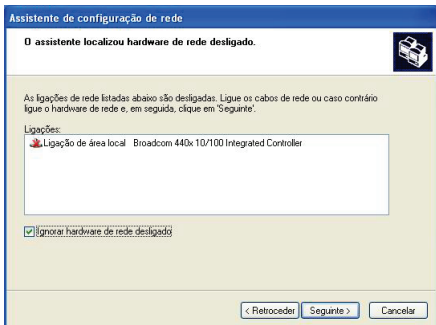 Assistente de configuração de rede
O assistente localizou hardware de rede desligado.
As ligações de rede listadas abaixo são desligadas. Ligue os cabos de rede ou caso contrário
ligue o hardware de rede e, em seguida, clique em 'Seguinte'.
Ligações:
Ligação de área local Broadcom 440x 10/100 Integrated Controller
Ignorar hardware de rede desligado
< Retroceder Seguinte > Cancelar